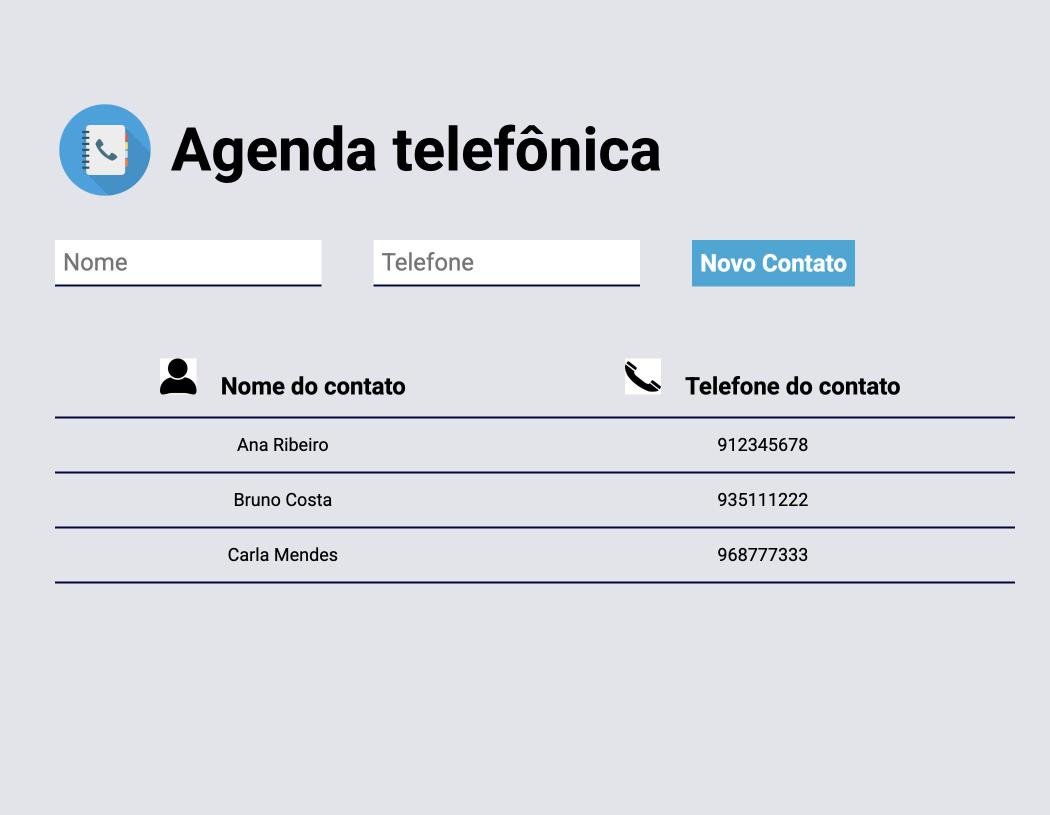 Agenda telefônica
Nome Telefone Novo Contato
Nome do contato Telefone do contato
Ana Ribeiro 912345678
Bruno Costa 935111222
Carla Mendes 968777333